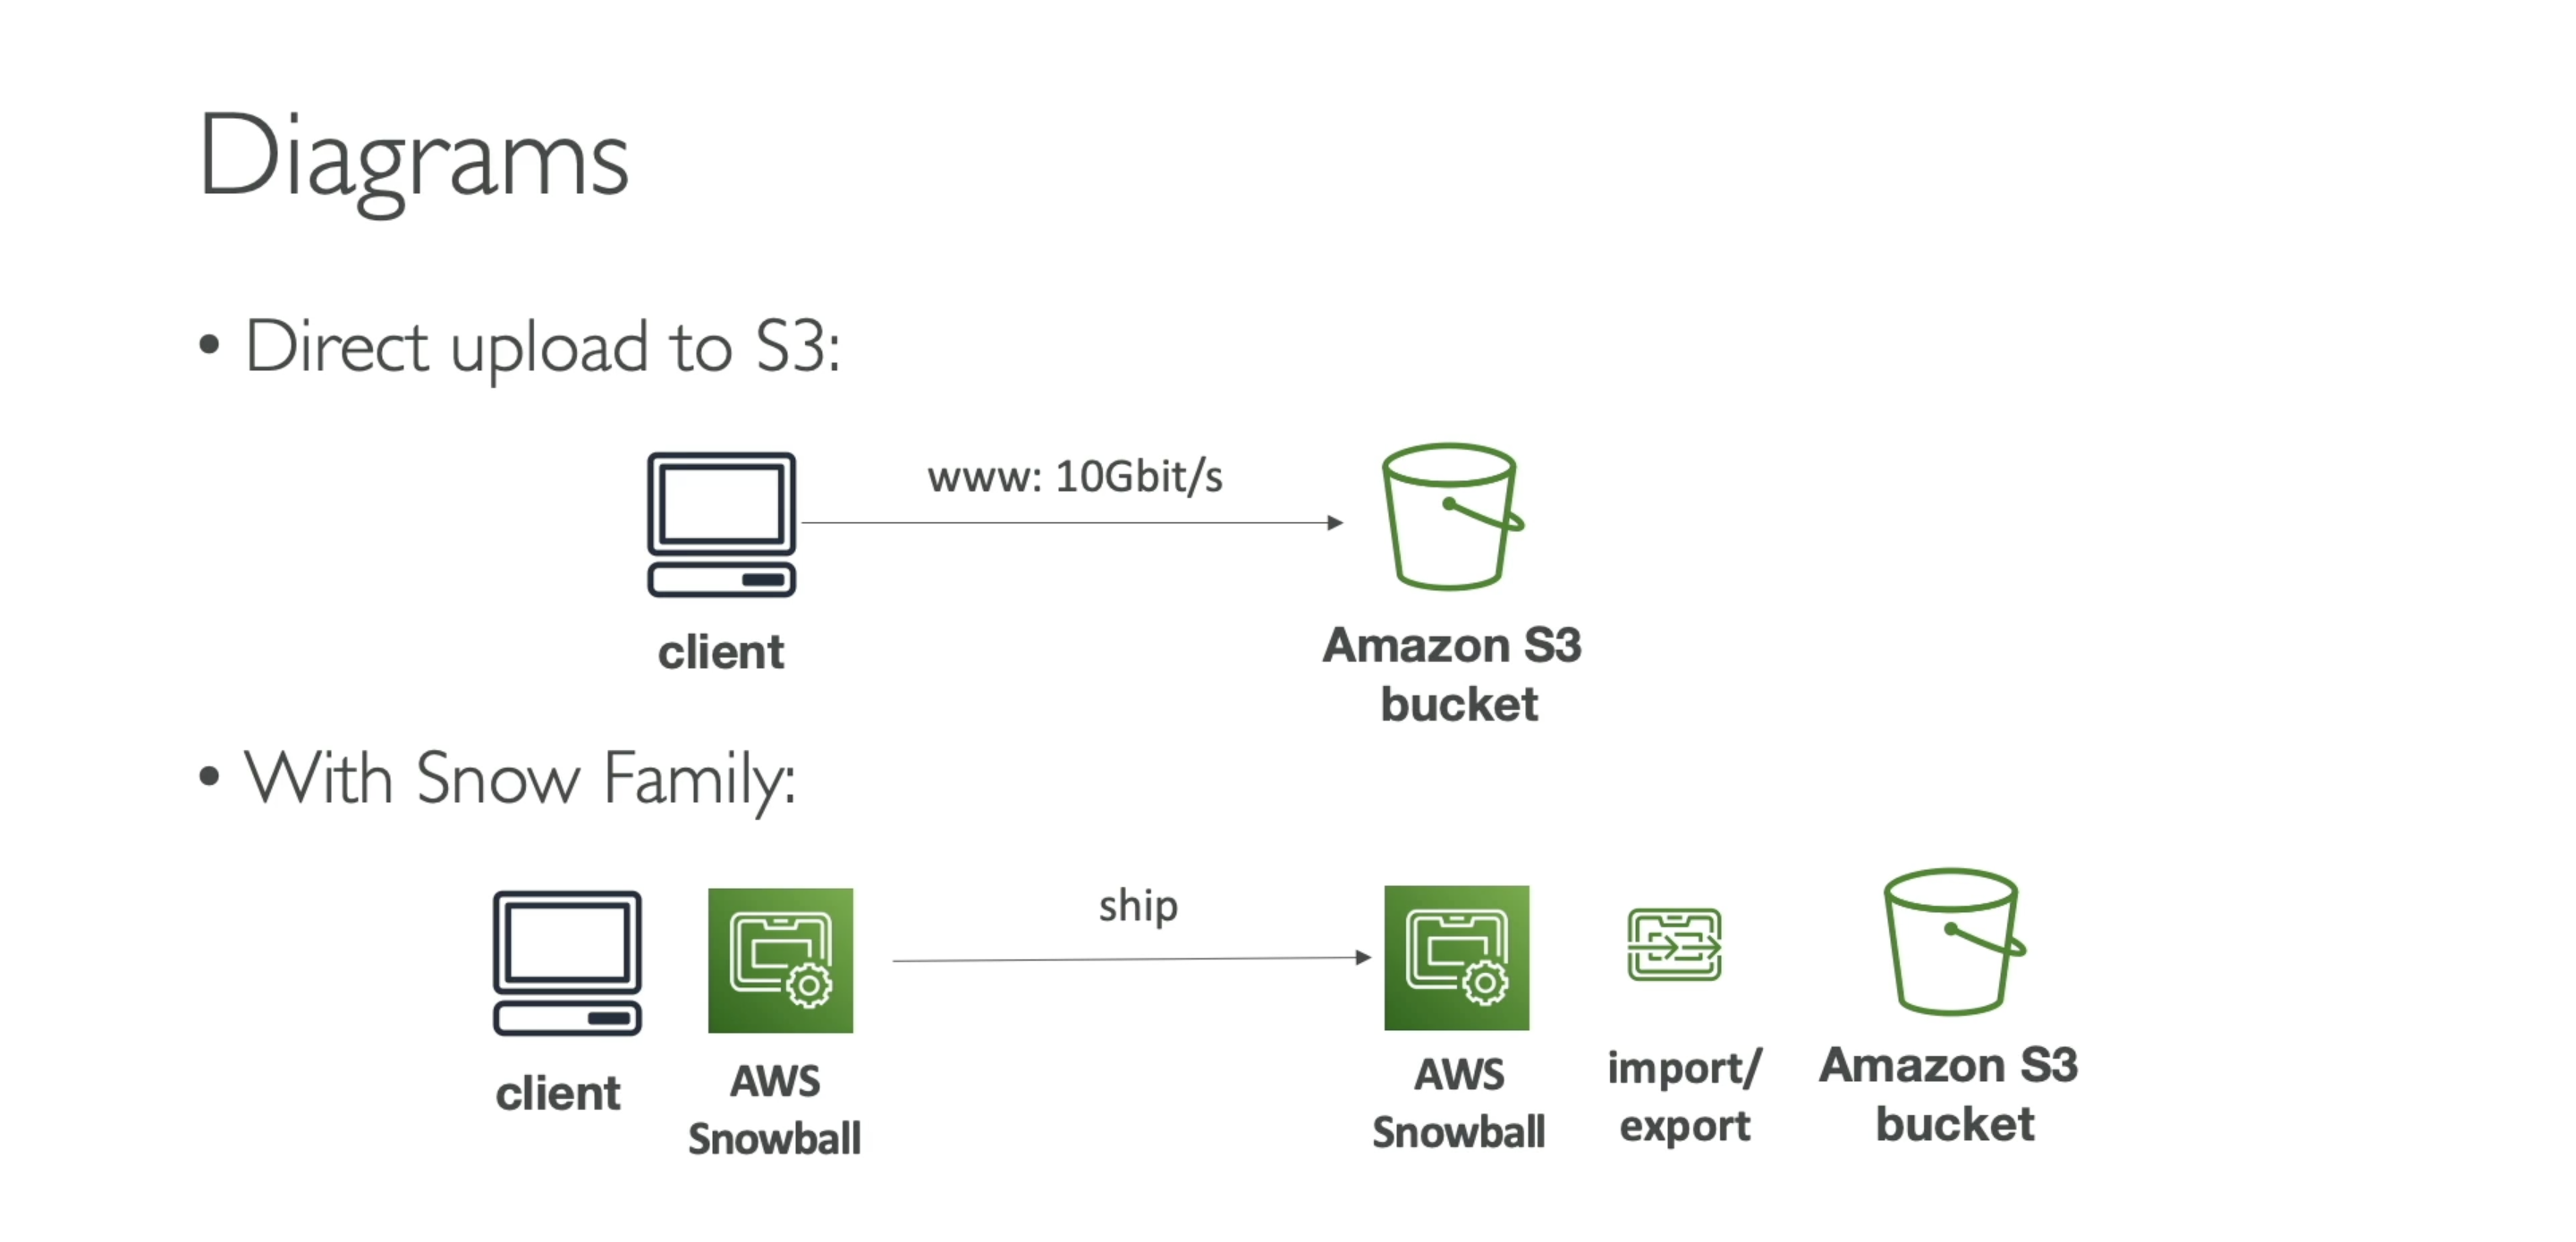 Diagrams
• Direct upload to S3:
www: 10Gbit/s
client
Amazon S3
bucket
• With Snow Family:
ship
client
AWS
Snowball
AWS
Snowball
import/
export
Amazon S3
bucket